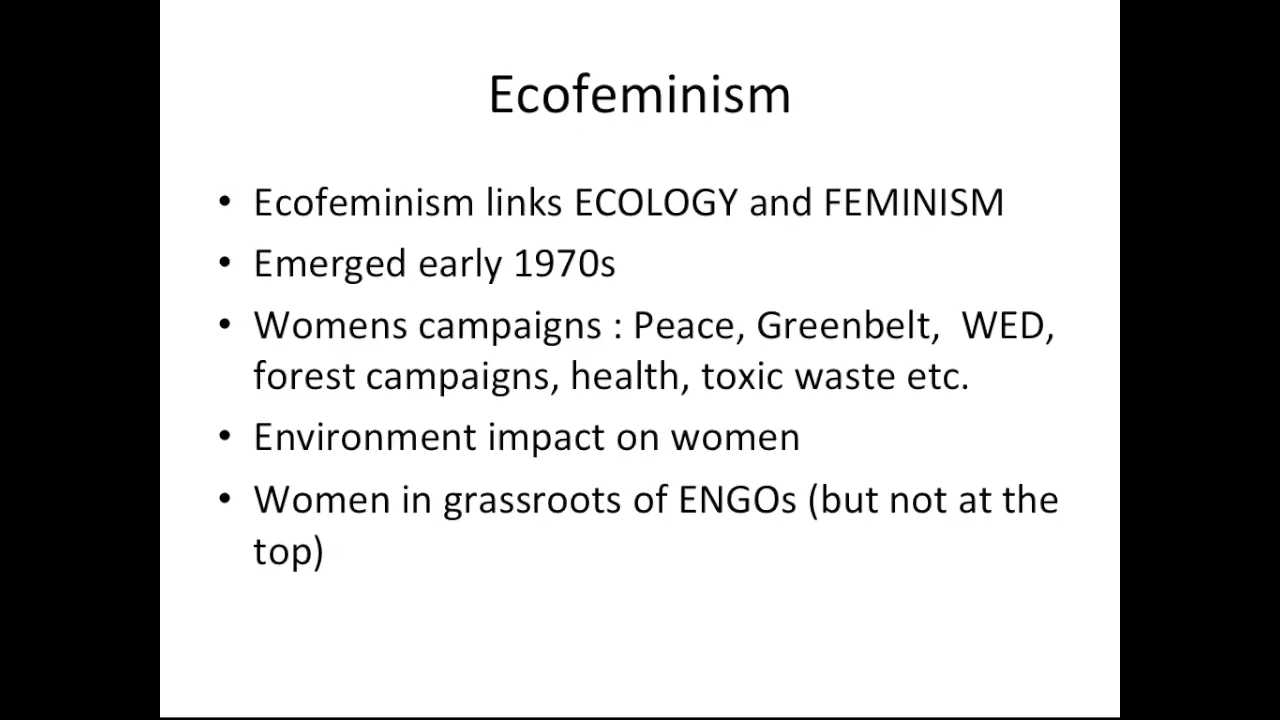 Ecofeminism
• Ecofeminism links ECOLOGY and FEMINISM
• Emerged early 1970s
• Womens campaigns : Peace, Greenbelt,  WED,
forest campaigns, health, toxic waste etc.
• Environment impact on women
• Women in grassroots of ENGOs (but not at the
top)